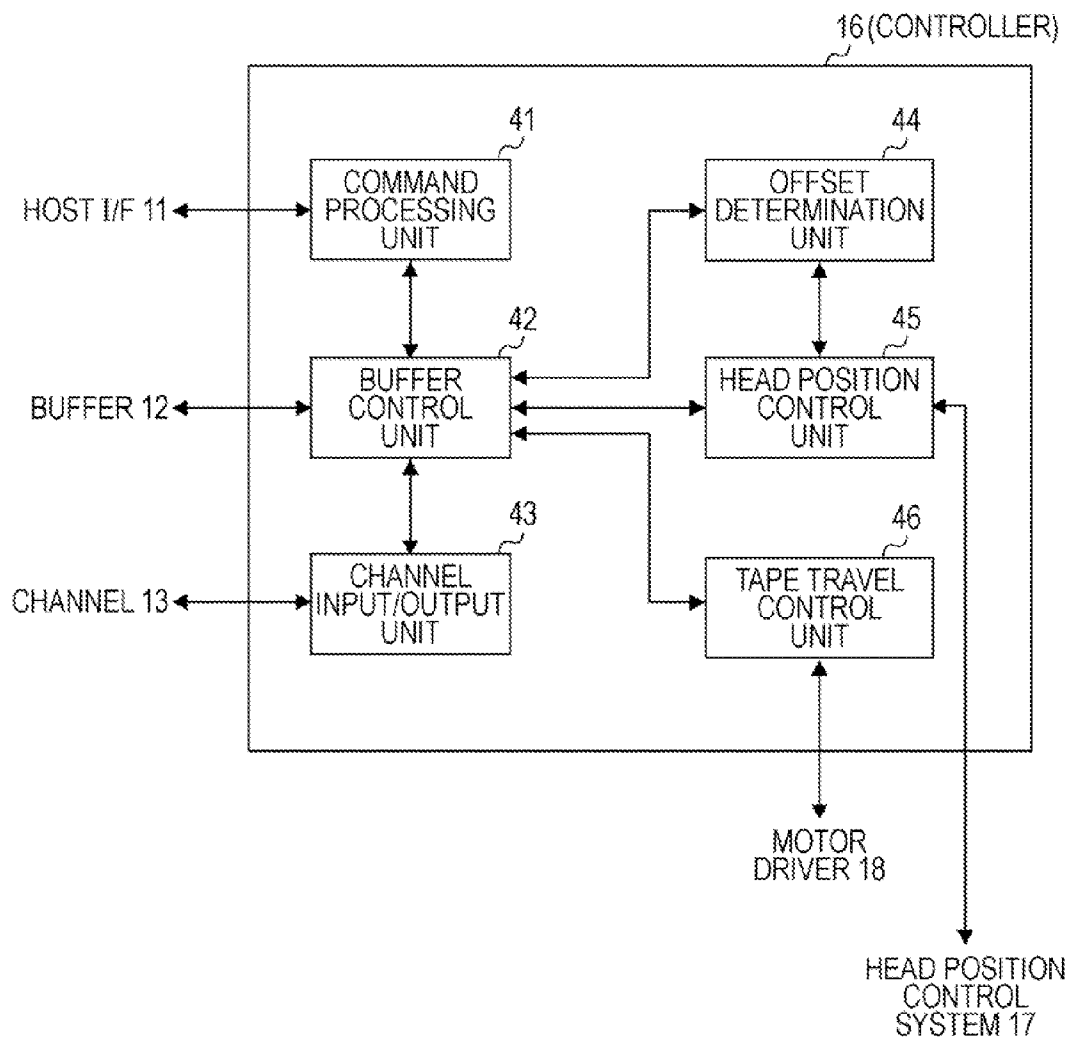 16(CONTROLLER)
41
COMMAND
PROCESSING
UNIT
44
OFFSET
DETERMINATION
UNIT
HOST I/F 11
42
BUFFER
CONTROL
UNIT
45
HEAD POSITION
CONTROL
UNIT
BUFFER 12
43
CHANNEL
INPUT/OUTPUT
UNIT
46
TAPE TRAVEL
CONTROL
UNIT
CHANNEL 13
MOTOR
DRIVER 18
HEAD POSITION
CONTROL
SYSTEM 17